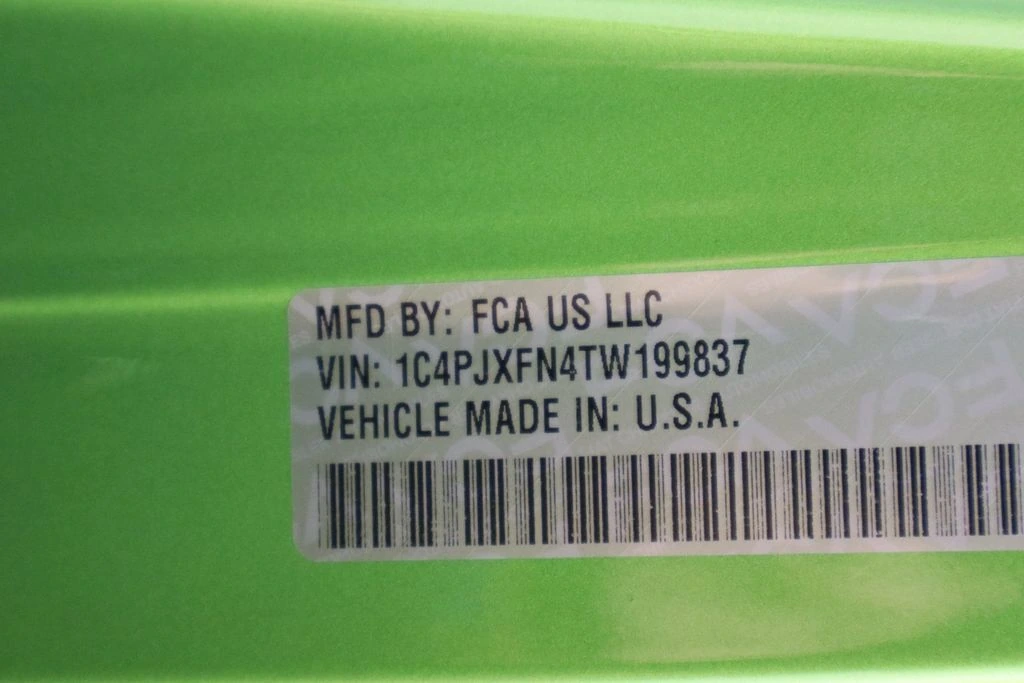 MFD BY: FCA US LLC
VIN: 1C4PJXFN4TW199837
VEHICLE MADE IN: U.S.A.